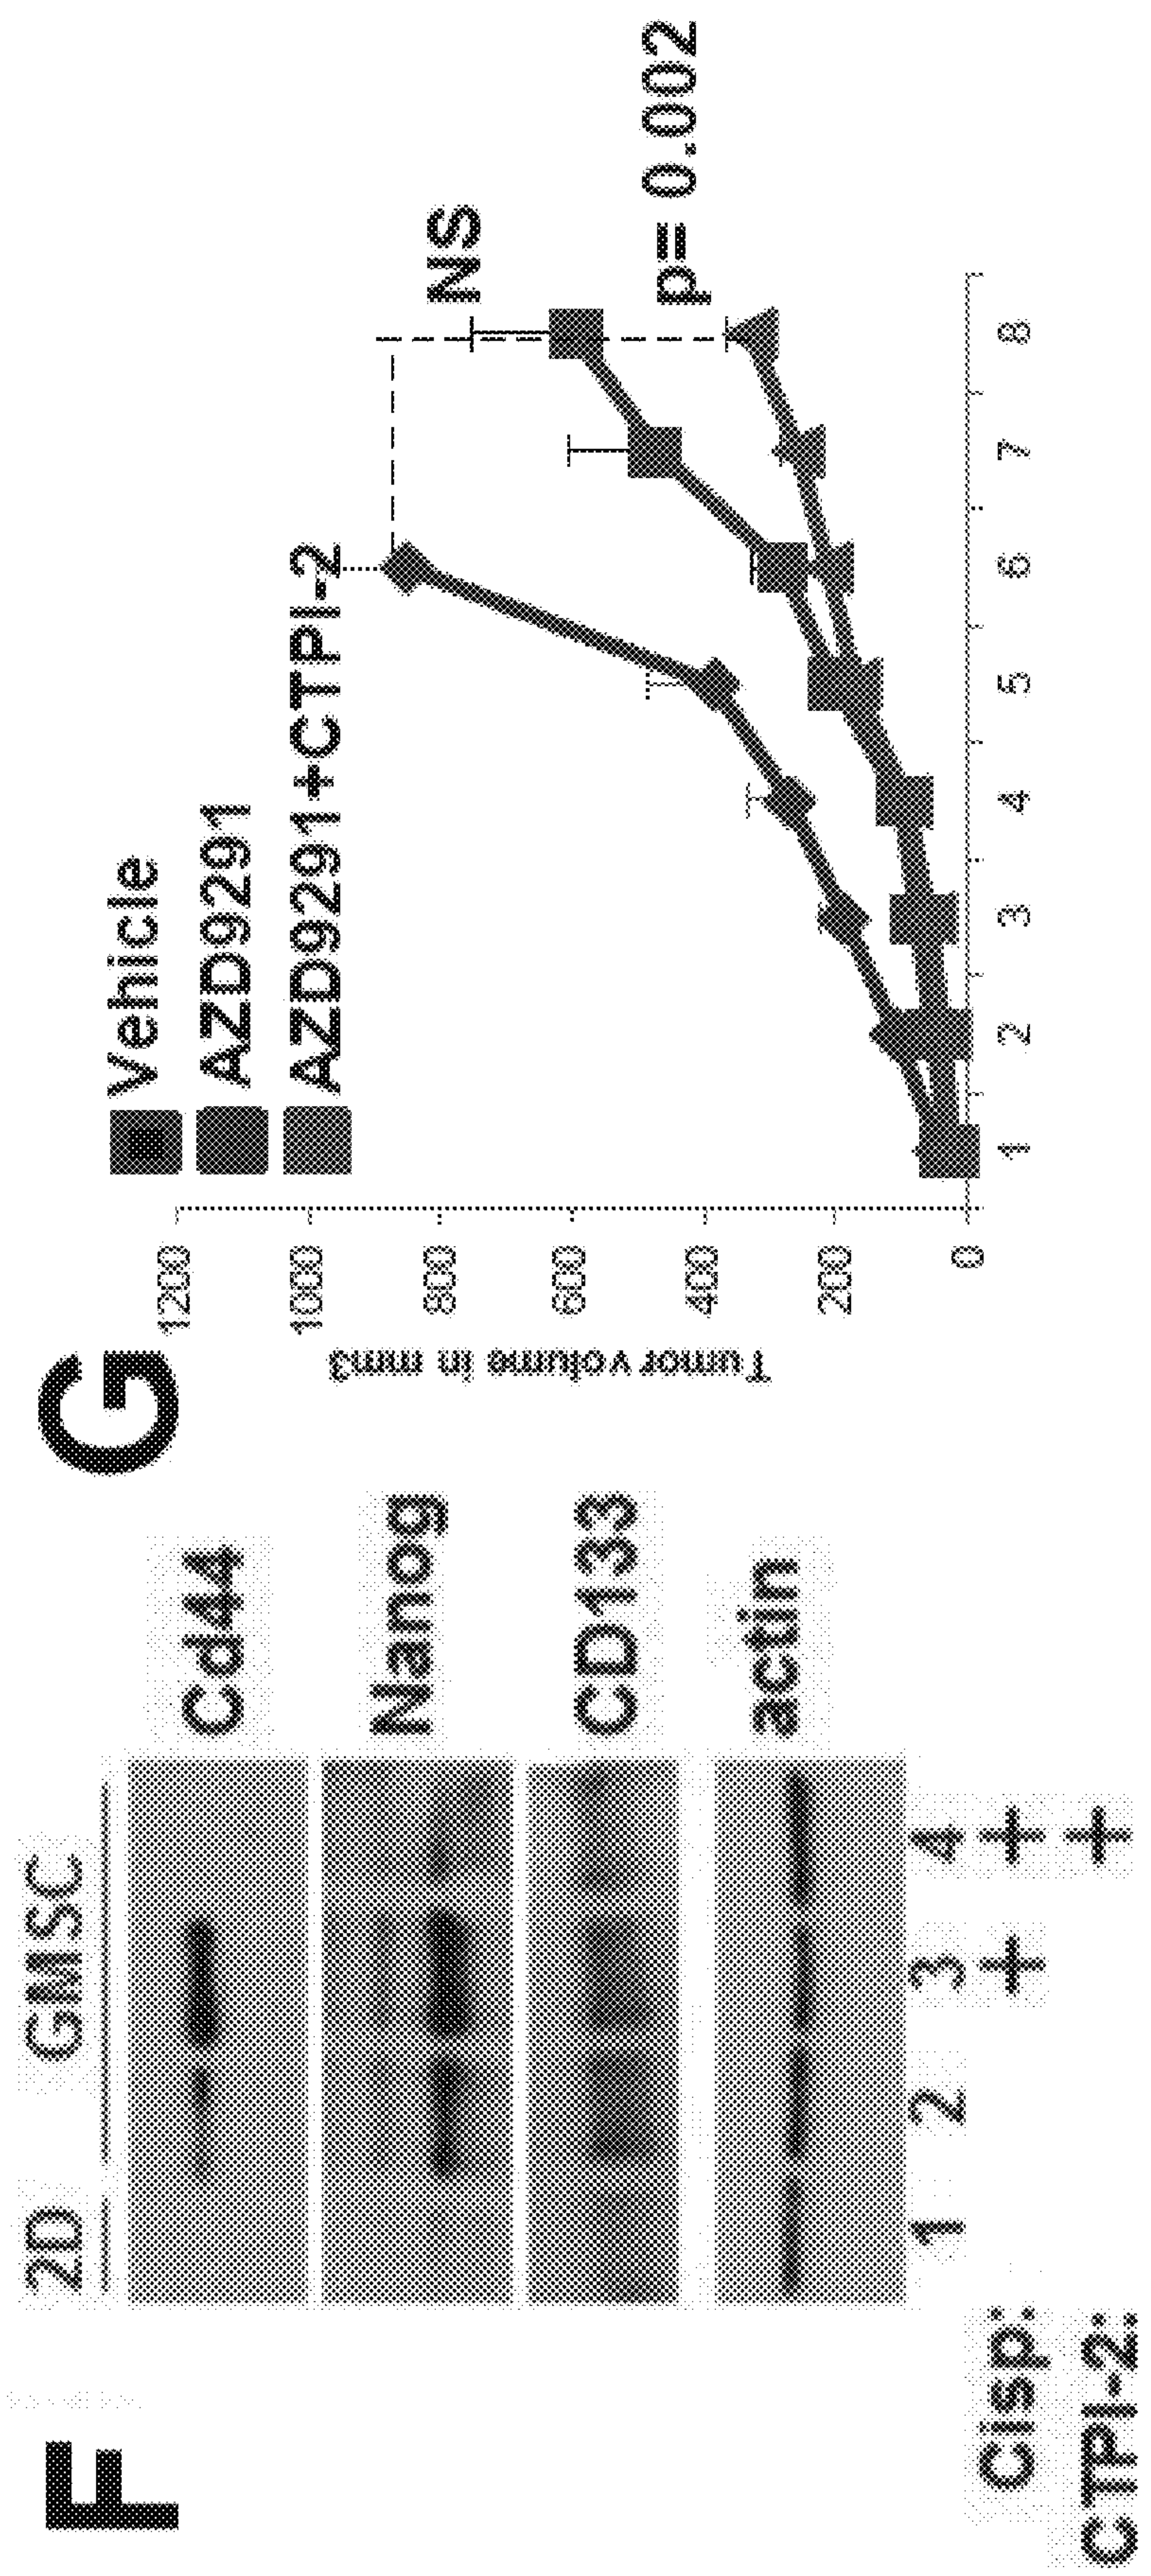 F
2D GMSC
Cd44
Nanog
CD133
actin
1 2 3 4
Cisp: + +
CTPI-2: +
G
Vehicle
AZD9291
AZD9291+CTPI-2
1200
1000
800
600
400
200
0
Tumor volume in mm3
1 2 3 4 5 6 7 8
NS
p= 0.002